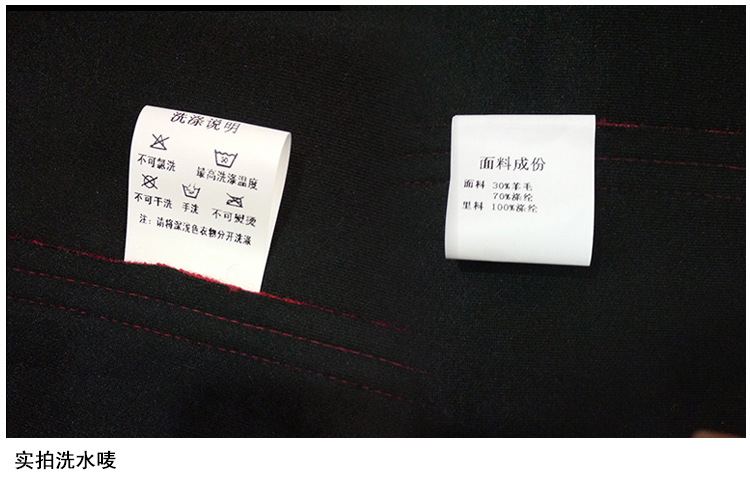 洗涤说明
不可氯洗
30
最高洗涤温度
不可干洗 手洗 不可熨烫
注：请将深浅色衣物分开洗涤
面料成份
面料 30%羊毛
70%涤纶
里料 100%涤纶
实拍洗水唛